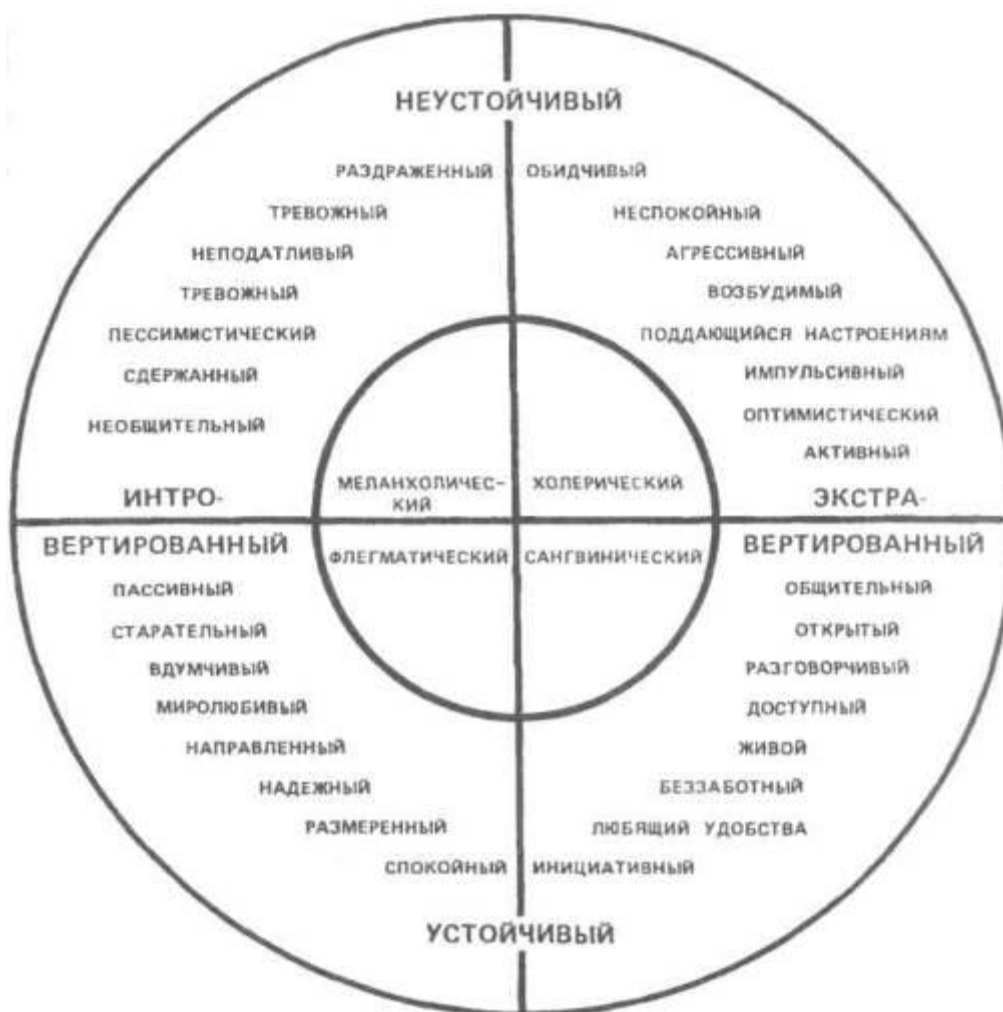 НЕУСТОЙЧИВЫЙ
РАЗДРАЖЕННЫЙ ОБИДЧИВЫЙ
ТРЕВОЖНЫЙ НЕСПОКОЙНЫЙ
НЕПОДАТЛИВЫЙ АГРЕССИВНЫЙ
ТРЕВОЖНЫЙ ВОЗБУДИМЫЙ
ПЕССИМИСТИЧЕСКИЙ ПОДДАЮЩИЙСЯ НАСТРОЕНИЯМ
СДЕРЖАННЫЙ ИМПУЛЬСИВНЫЙ
НЕОБЩИТЕЛЬНЫЙ ОПТИМИСТИЧЕСКИЙ
АКТИВНЫЙ
МЕЛАНХОЛИЧЕС-
КИЙ
ХОЛЕРИЧЕСКИЙ
ИНТРО- ЭКСТРА-
ВЕРТИРОВАННЫЙ ФЛЕГМАТИЧЕСКИЙ САНГВИНИЧЕСКИЙ ВЕРТИРОВАННЫЙ
ПАССИВНЫЙ ОБЩИТЕЛЬНЫЙ
СТАРАТЕЛЬНЫЙ ОТКРЫТЫЙ
ВДУМЧИВЫЙ РАЗГОВОРЧИВЫЙ
МИРОЛЮБИВЫЙ ДОСТУПНЫЙ
НАПРАВЛЕННЫЙ ЖИВОЙ
НАДЕЖНЫЙ БЕЗЗАБОТНЫЙ
РАЗМЕРЕННЫЙ ЛЮБЯЩИЙ УДОБСТВА
СПОКОЙНЫЙ ИНИЦИАТИВНЫЙ
УСТОЙЧИВЫЙ